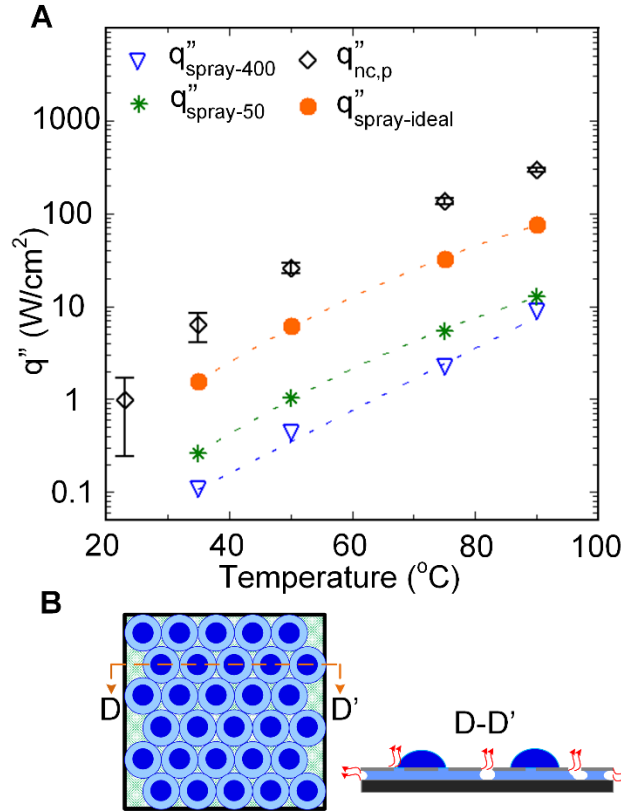 A
q”spray-400 q”nc,p
q”spray-50 q”spray-ideal
1000
100
10
1
0.1
q” (W/cm2)
20 40 60 80 100
Temperature (oC)
B
D D’
D-D’